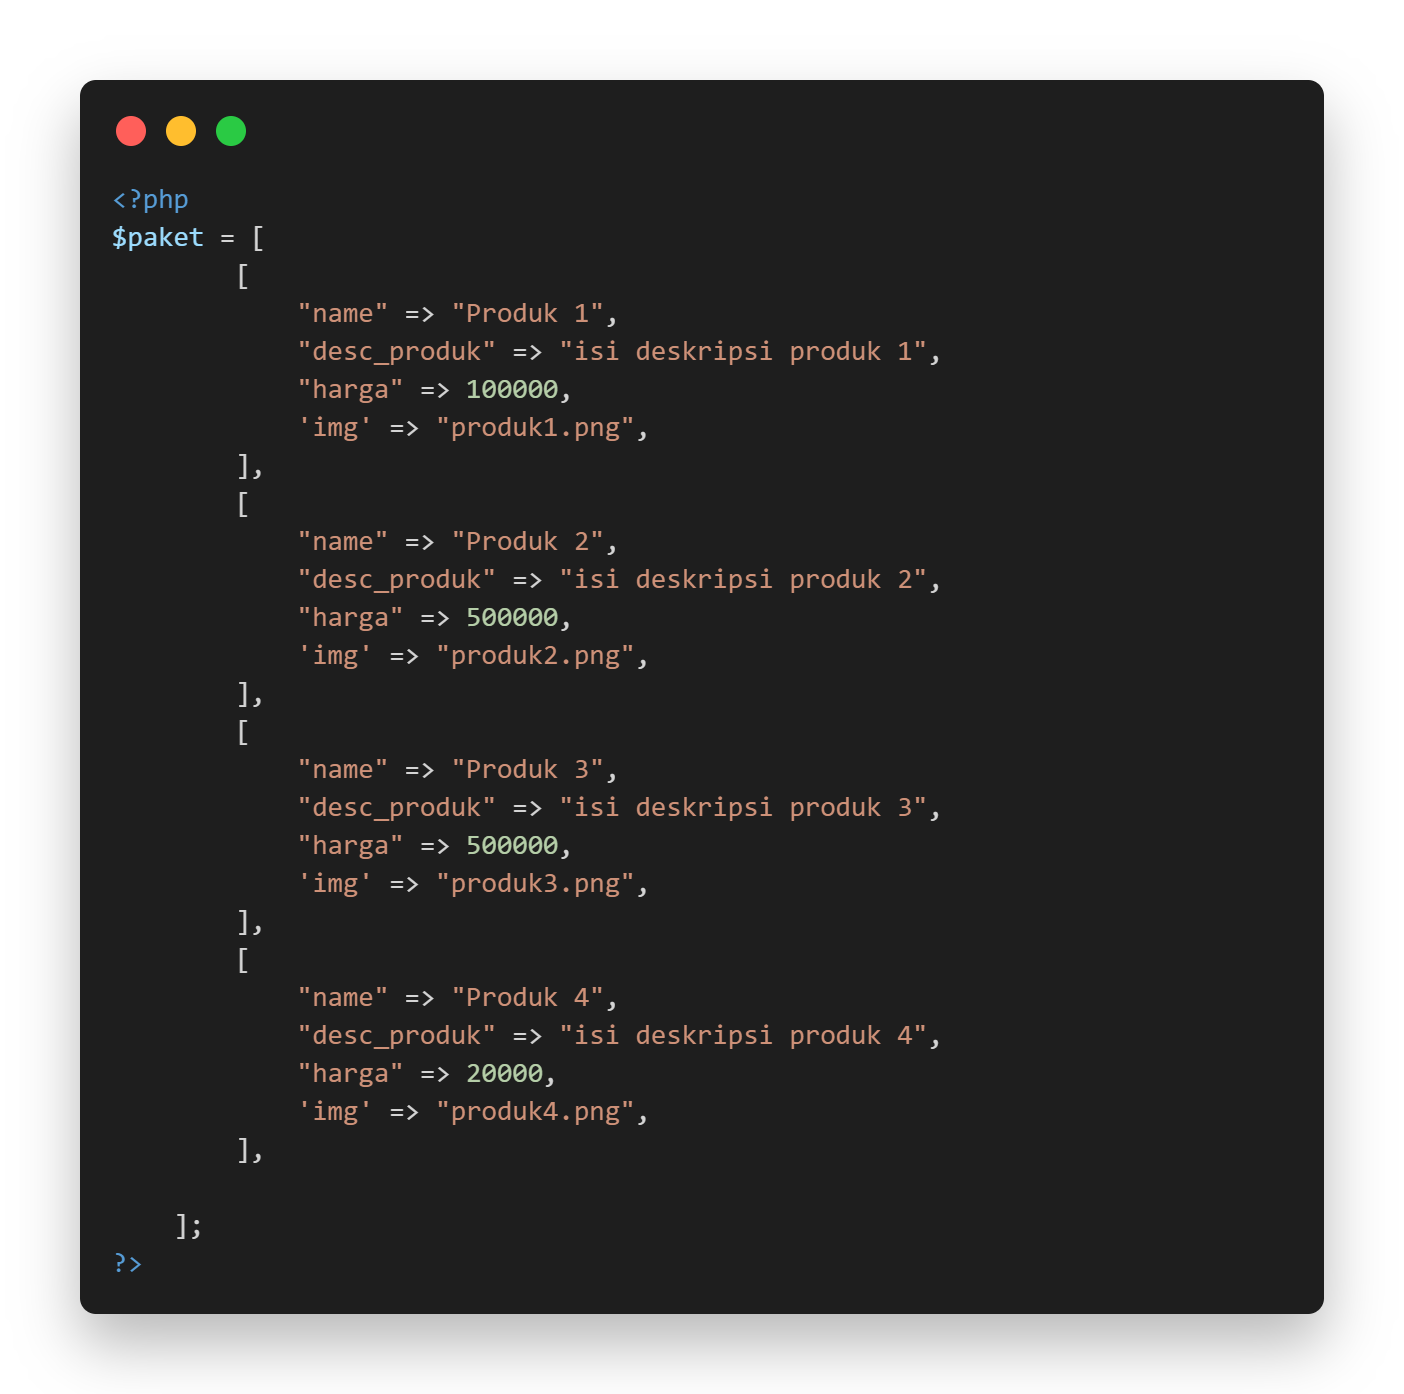 <?php
$paket = [
        [
            "name" => "Produk 1",
            "desc_produk" => "isi deskripsi produk 1",
            "harga" => 100000,
            'img' => "produk1.png",
        ],
        [
            "name" => "Produk 2",
            "desc_produk" => "isi deskripsi produk 2",
            "harga" => 500000,
            'img' => "produk2.png",
        ],
        [
            "name" => "Produk 3",
            "desc_produk" => "isi deskripsi produk 3",
            "harga" => 500000,
            'img' => "produk3.png",
        ],
        [
            "name" => "Produk 4",
            "desc_produk" => "isi deskripsi produk 4",
            "harga" => 20000,
            'img' => "produk4.png",
        ],

    ];
?>